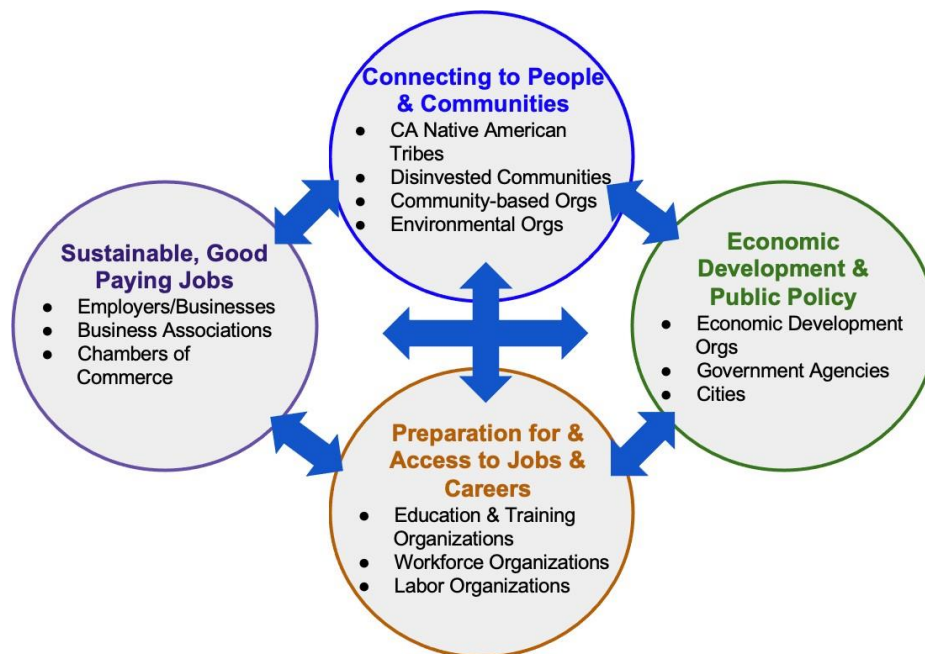 Connecting to People
& Communities
● CA Native American
Tribes
● Disinvested Communities
● Community-based Orgs
● Environmental Orgs
Sustainable, Good
Paying Jobs
● Employers/Businesses
● Business Associations
● Chambers of
Commerce
Economic
Development &
Public Policy
● Economic Development
Orgs
● Government Agencies
● Cities
Preparation for &
Access to Jobs &
Careers
● Education & Training
Organizations
● Workforce Organizations
● Labor Organizations